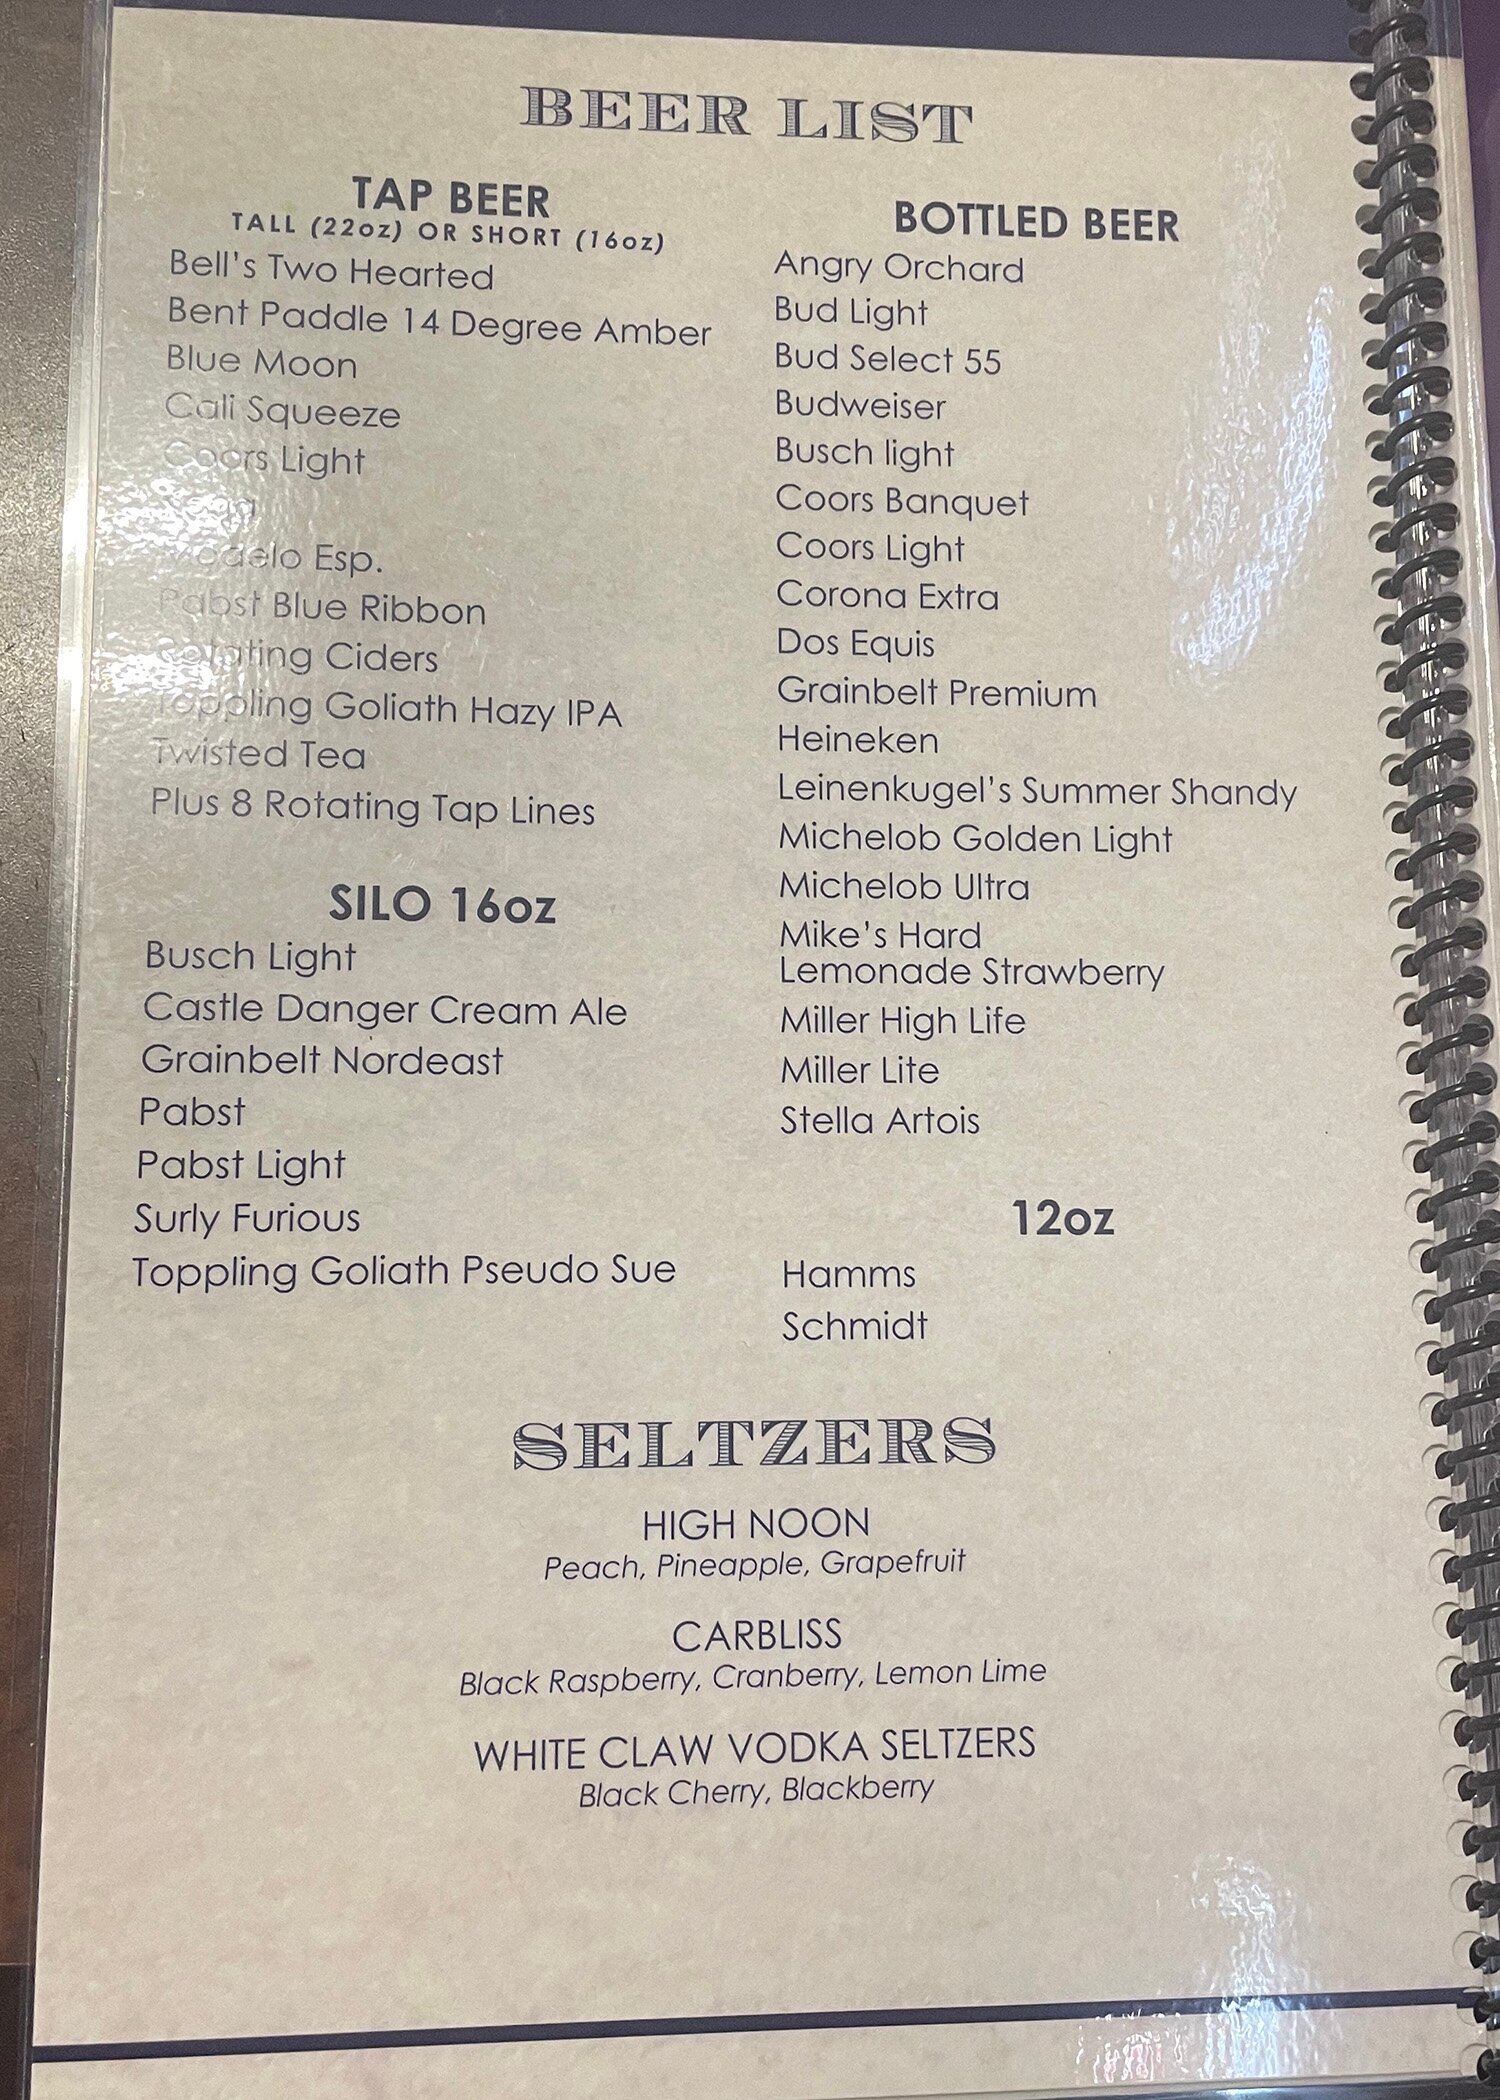 BEER LIST
TAP BEER
TALL (22oz) OR SHORT (16oz)
Bell's Two Hearted
Bent Paddle 14 Degree Amber
Blue Moon
Cali Squeeze
Coors Light
Modelo Esp.
Pabst Blue Ribbon
Rotating Ciders
Toppling Goliath Hazy IPA
Twisted Tea
Plus 8 Rotating Tap Lines
SILO 16oz
Busch Light
Castle Danger Cream Ale
Grainbelt Nordeast
Pabst
Pabst Light
Surly Furious
Toppling Goliath Pseudo Sue
BOTTLED BEER
Angry Orchard
Bud Light
Bud Select 55
Budweiser
Busch light
Coors Banquet
Coors Light
Corona Extra
Dos Equis
Grainbelt Premium
Heineken
Leinenkugel's Summer Shandy
Michelob Golden Light
Michelob Ultra
Mike's Hard
Lemonade Strawberry
Miller High Life
Miller Lite
Stella Artois
12oz
Hamms
Schmidt
SELTZERS
HIGH NOON
Peach, Pineapple, Grapefruit
CARBLISS
Black Raspberry, Cranberry, Lemon Lime
WHITE CLAW VODKA SELTZERS
Black Cherry, Blackberry